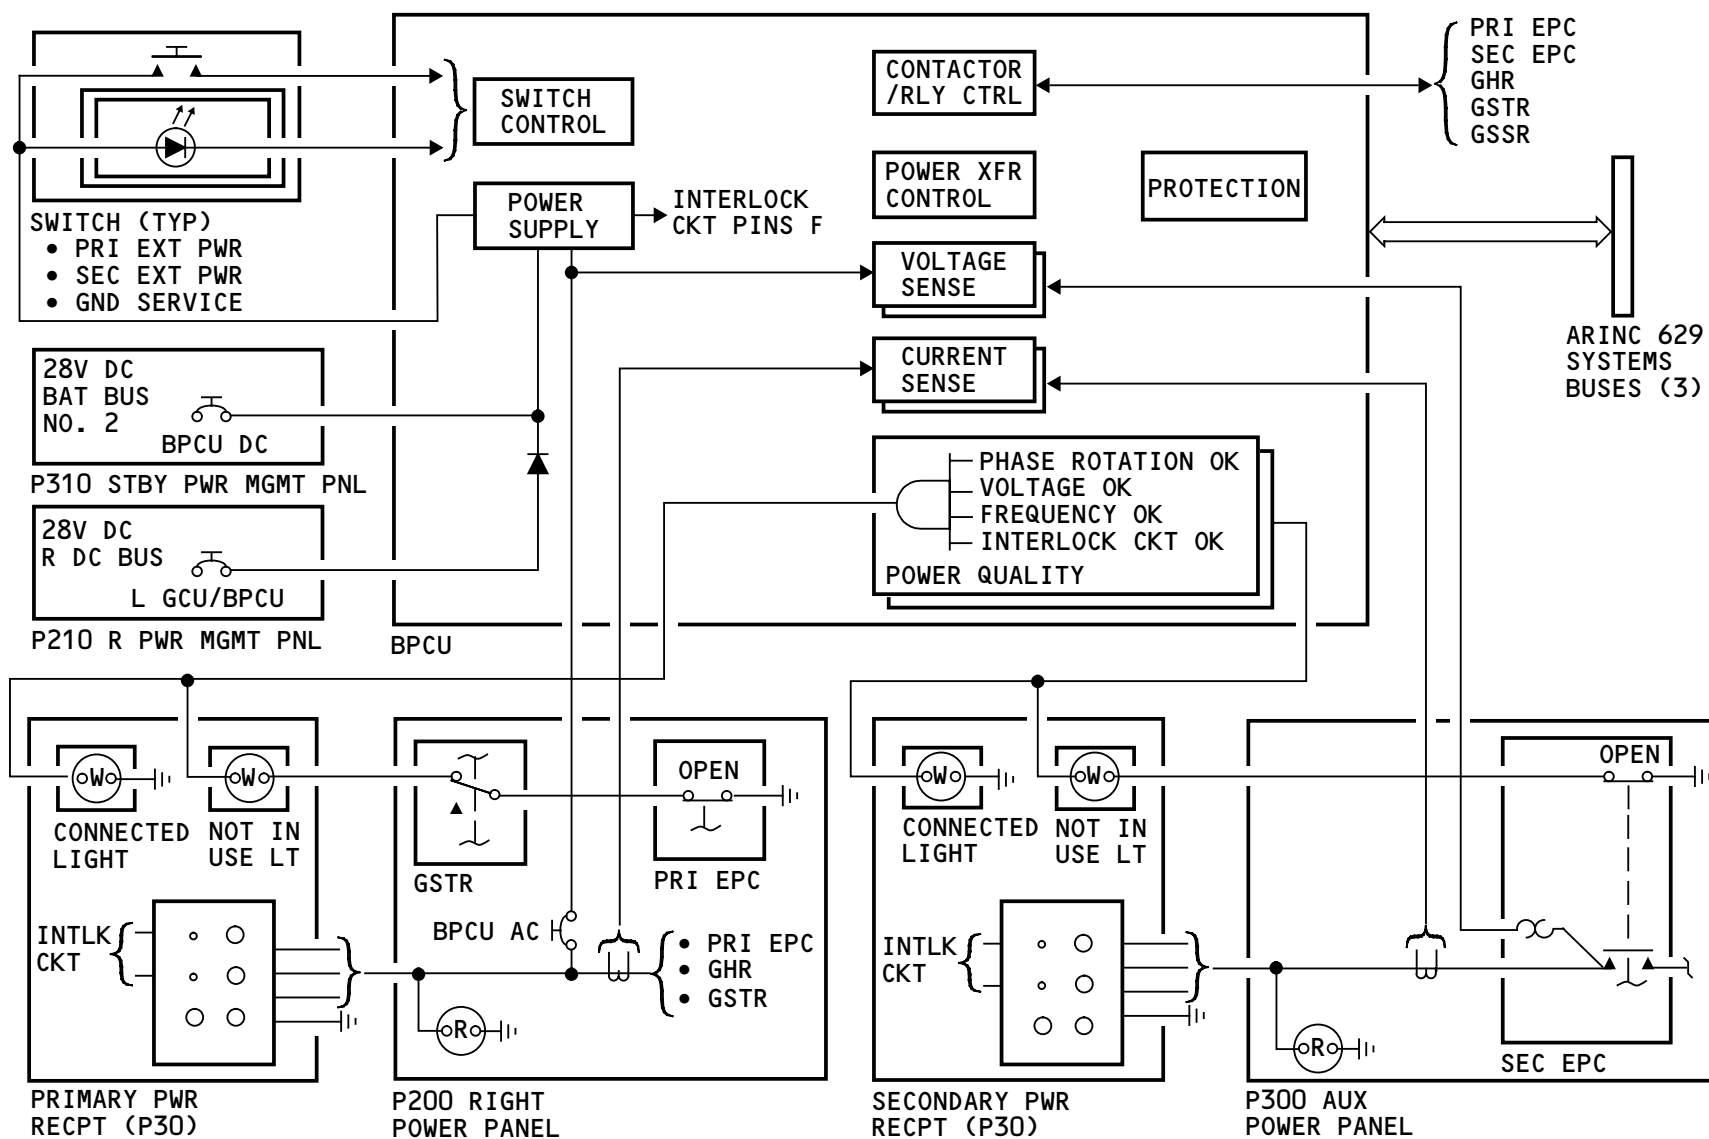 PRI EPC
SEC EPC
GHR
GSTR
GSSR
CONTACTOR
/RLY CTRL
SWITCH
CONTROL
POWER XFR
CONTROL
PROTECTION
SWITCH (TYP)
• PRI EXT PWR
• SEC EXT PWR
• GND SERVICE
POWER
SUPPLY
INTERLOCK
CKT PINS F
VOLTAGE
SENSE
CURRENT
SENSE
ARINC 629
SYSTEMS
BUSES (3)
28V DC
BAT BUS
NO. 2
BPCU DC
P310 STBY PWR MGMT PNL
28V DC
R DC BUS
L GCU/BPCU
P210 R PWR MGMT PNL
PHASE ROTATION OK
VOLTAGE OK
FREQUENCY OK
INTERLOCK CKT OK
POWER QUALITY
BPCU
W
CONNECTED
LIGHT
W
NOT IN
USE LT
INTLK
CKT
PRIMARY PWR
RECPT (P30)
GSTR
OPEN
PRI EPC
BPCU AC
• PRI EPC
• GHR
• GSTR
R
P200 RIGHT
POWER PANEL
W
CONNECTED
LIGHT
W
NOT IN
USE LT
INTLK
CKT
SECONDARY PWR
RECPT (P30)
OPEN
SEC EPC
R
P300 AUX
POWER PANEL